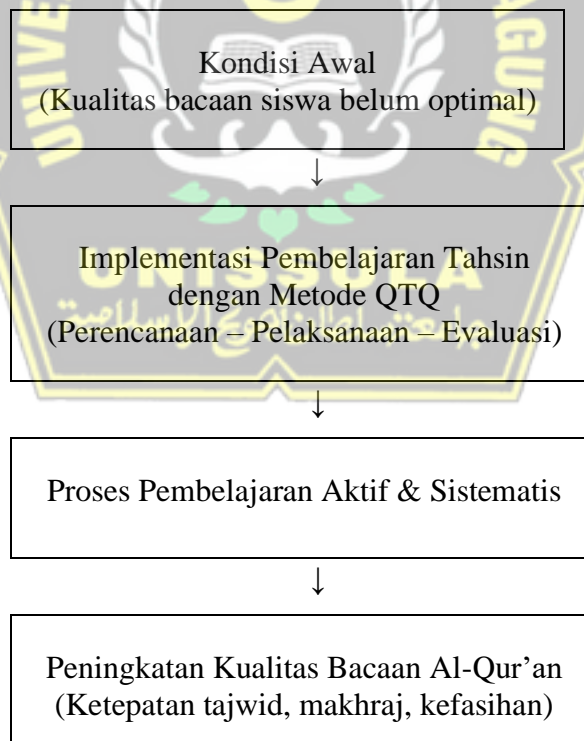 Kondisi Awal
(Kualitas bacaan siswa belum optimal)
↓
Implementasi Pembelajaran Tahsin
dengan Metode QTQ
(Perencanaan – Pelaksanaan – Evaluasi)
UNISSULA
↓
Proses Pembelajaran Aktif & Sistematis
↓
Peningkatan Kualitas Bacaan Al-Qur’an
(Ketepatan tajwid, makhraj, kefasihan)